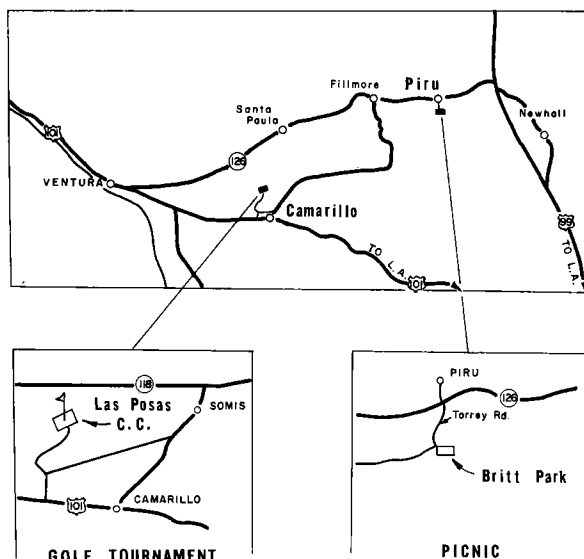 Fillmore
Piru
Newhall
Santa
Paula
101
126
VENTURA
Camarillo
99
TO L.A.
TO L.A.
101
118
Las Posas
C.C.
SOMIS
101
CAMARILLO
GOLF TOURNAMENT
PIRU
126
Torrey Rd.
Britt Park
PICNIC